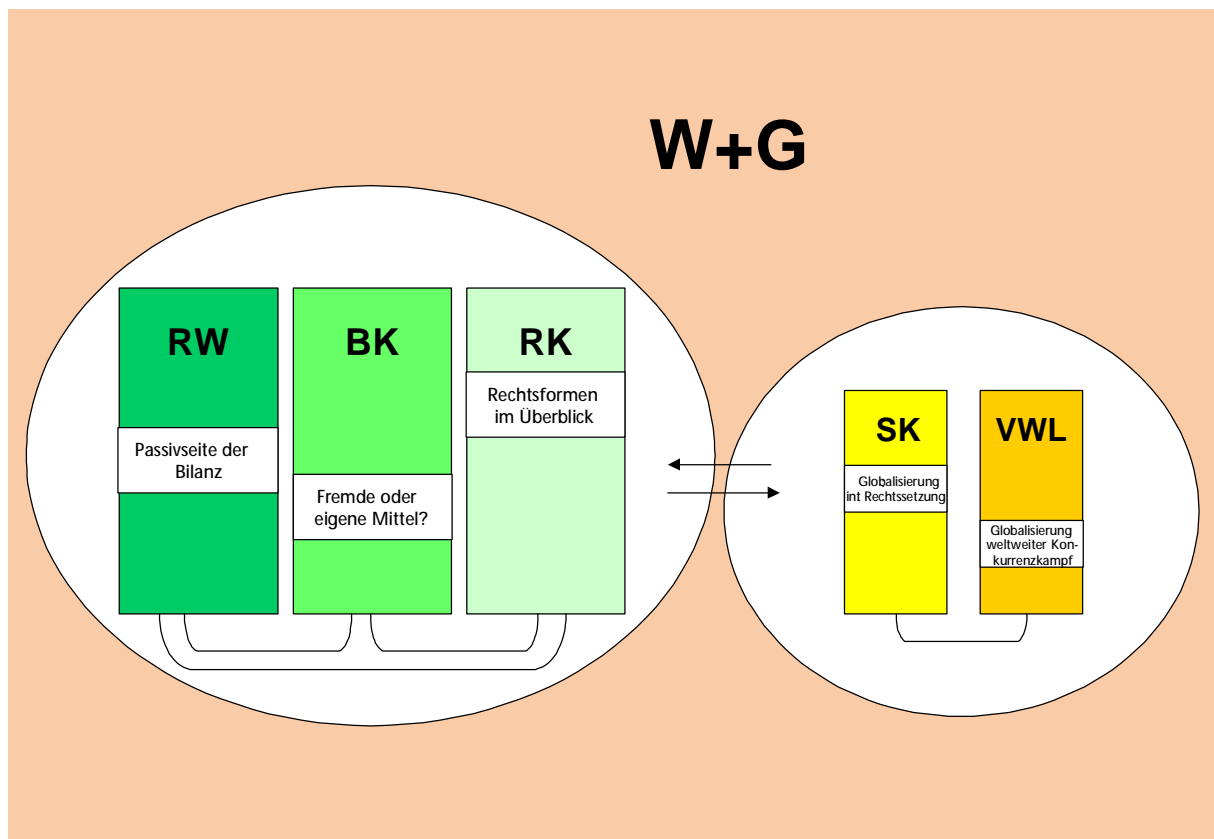 W+G
RW
Passivseite der
Bilanz
BK
Fremde oder
eigene Mittel?
RK
Rechtsformen
im Überblick
SK
Globalisierung
int Rechtssetzung
VWL
Globalisierung
weltweiter Kon-
kurrenzkampf